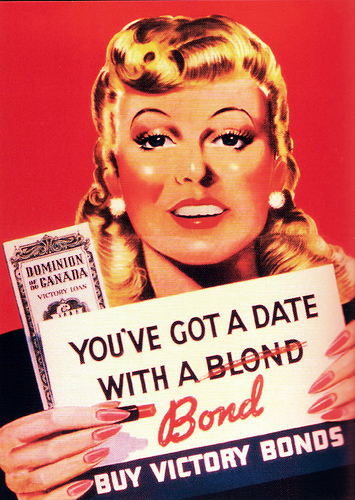 DOMINION
OF CANADA
VICTORY LOAN
YOU'VE GOT A DATE
WITH A BLOND
Bond
BUY VICTORY BONDS